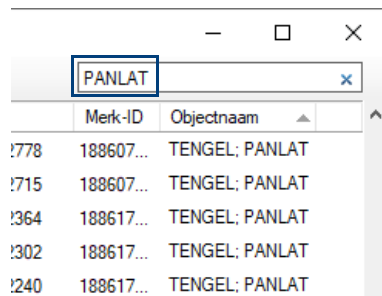 PANLAT
Merk-ID Objectnaam
2778 188607... TENGEL; PANLAT
2715 188607... TENGEL; PANLAT
2364 188617... TENGEL; PANLAT
2302 188617... TENGEL; PANLAT
2240 188617... TENGEL; PANLAT